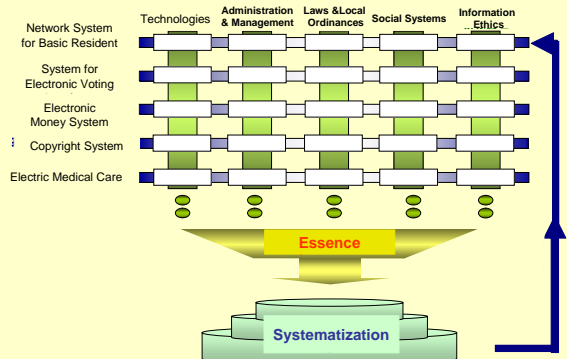 Technologies
Administration
& Management
Laws &Local
Ordinances
Social Systems
Information
Ethics
Network System
for Basic Resident
System for
Electronic Voting
Electronic
Money System
Copyright System
Electric Medical Care
Essence
Systematization